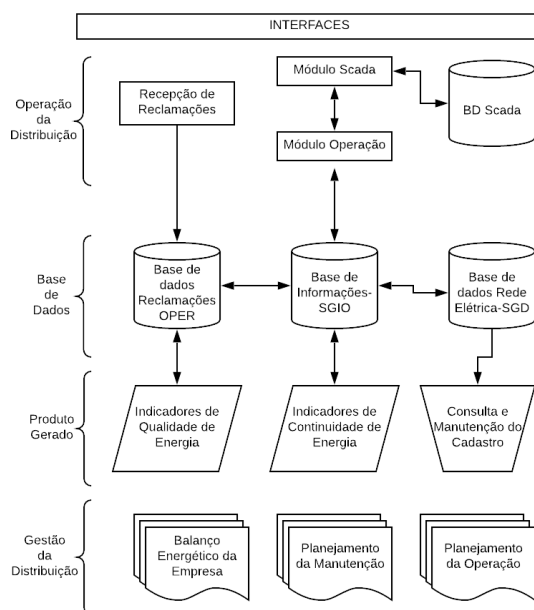 INTERFACES
Operação
da
Distribuição
Recepção de
Reclamações
Módulo Scada
Módulo Operação
BD Scada
Base
de
Dados
Base de
dados
Reclamações
OPER
Base de
Informações-
SGIO
Base de
dados Rede
Elétrica-SGD
Produto
Gerado
Indicadores de
Qualidade de
Energia
Indicadores de
Continuidade de
Energia
Consulta e
Manutenção do
Cadastro
Gestão
da
Distribuição
Balanço
Energético da
Empresa
Planejamento
da Manutenção
Planejamento
da Operação